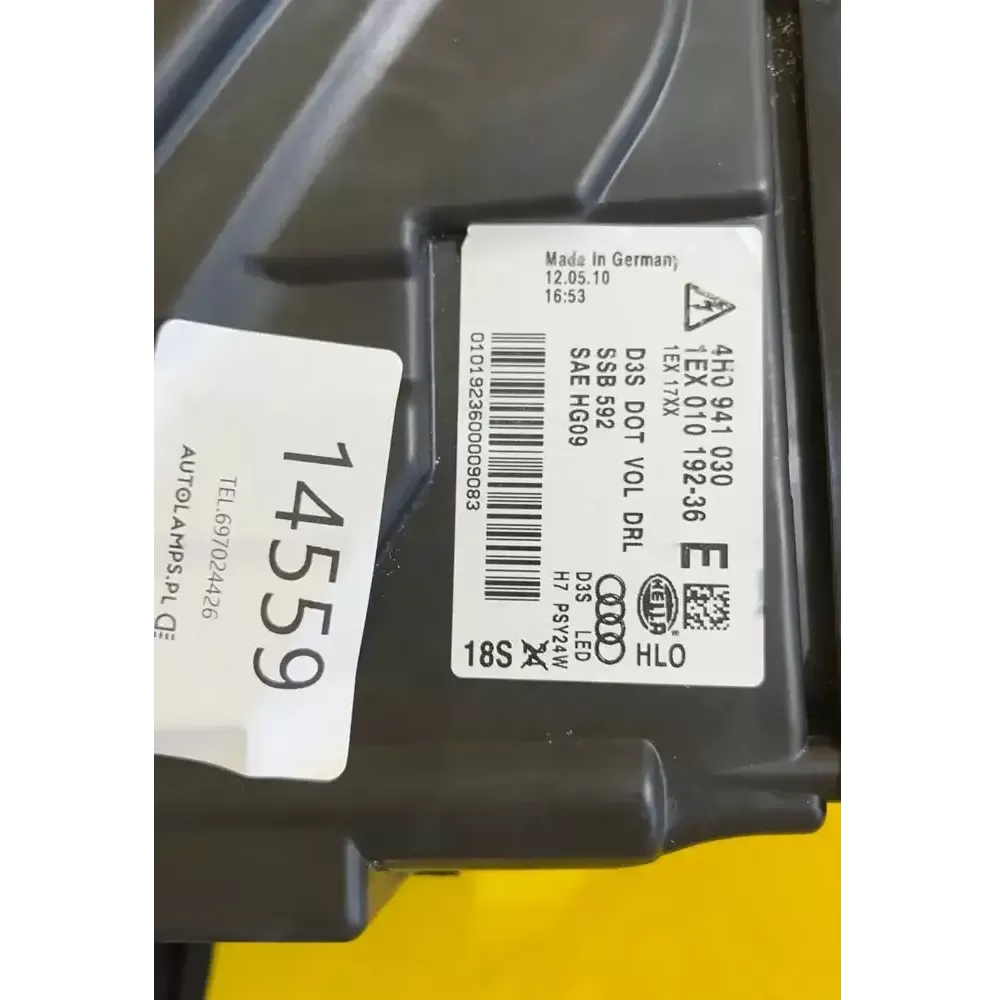 Made in Germany
12.05.10
16:53
4H0 941 030
1EX 010 192-36
1EX 17XX
E
D3S DOT VOL DRL
SSB 592
SAE HG09
01019236000009083
HELLA
D3S LED
H7 PSY24W
HLO
18S
14559
TEL.697024426
AUTOLAMPS.PL